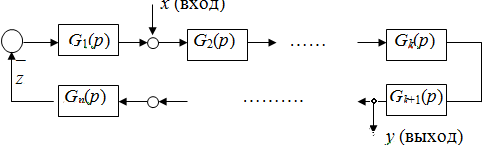 x (вход)
G₁(p) G₂(p) ...... Gₖ(p)
−
z
Gₙ(p) .......... Gₖ₊₁(p)
y (выход)